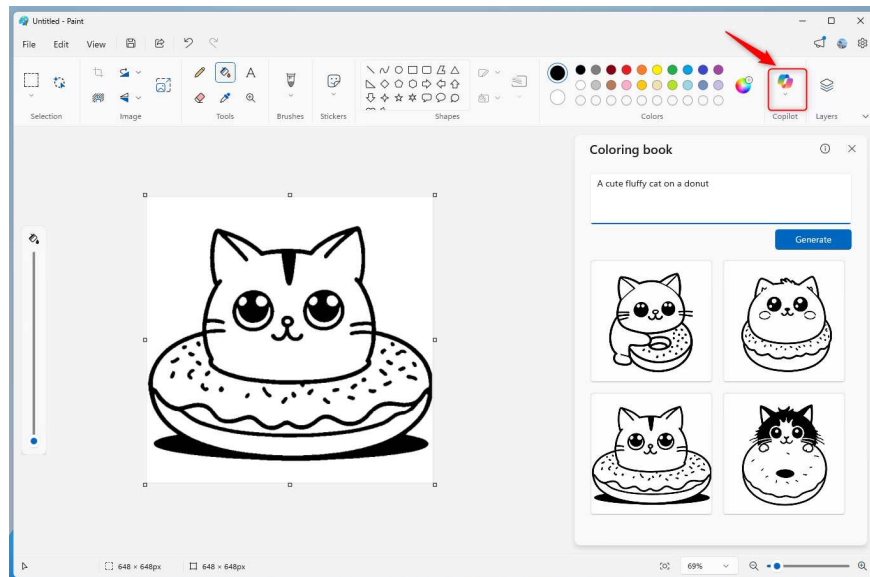 Untitled - Paint
File Edit View
Selection Image Tools Brushes Stickers Shapes Colors Copilot Layers
Coloring book
A cute fluffy cat on a donut
Generate
648 × 648px 648 × 648px 69%